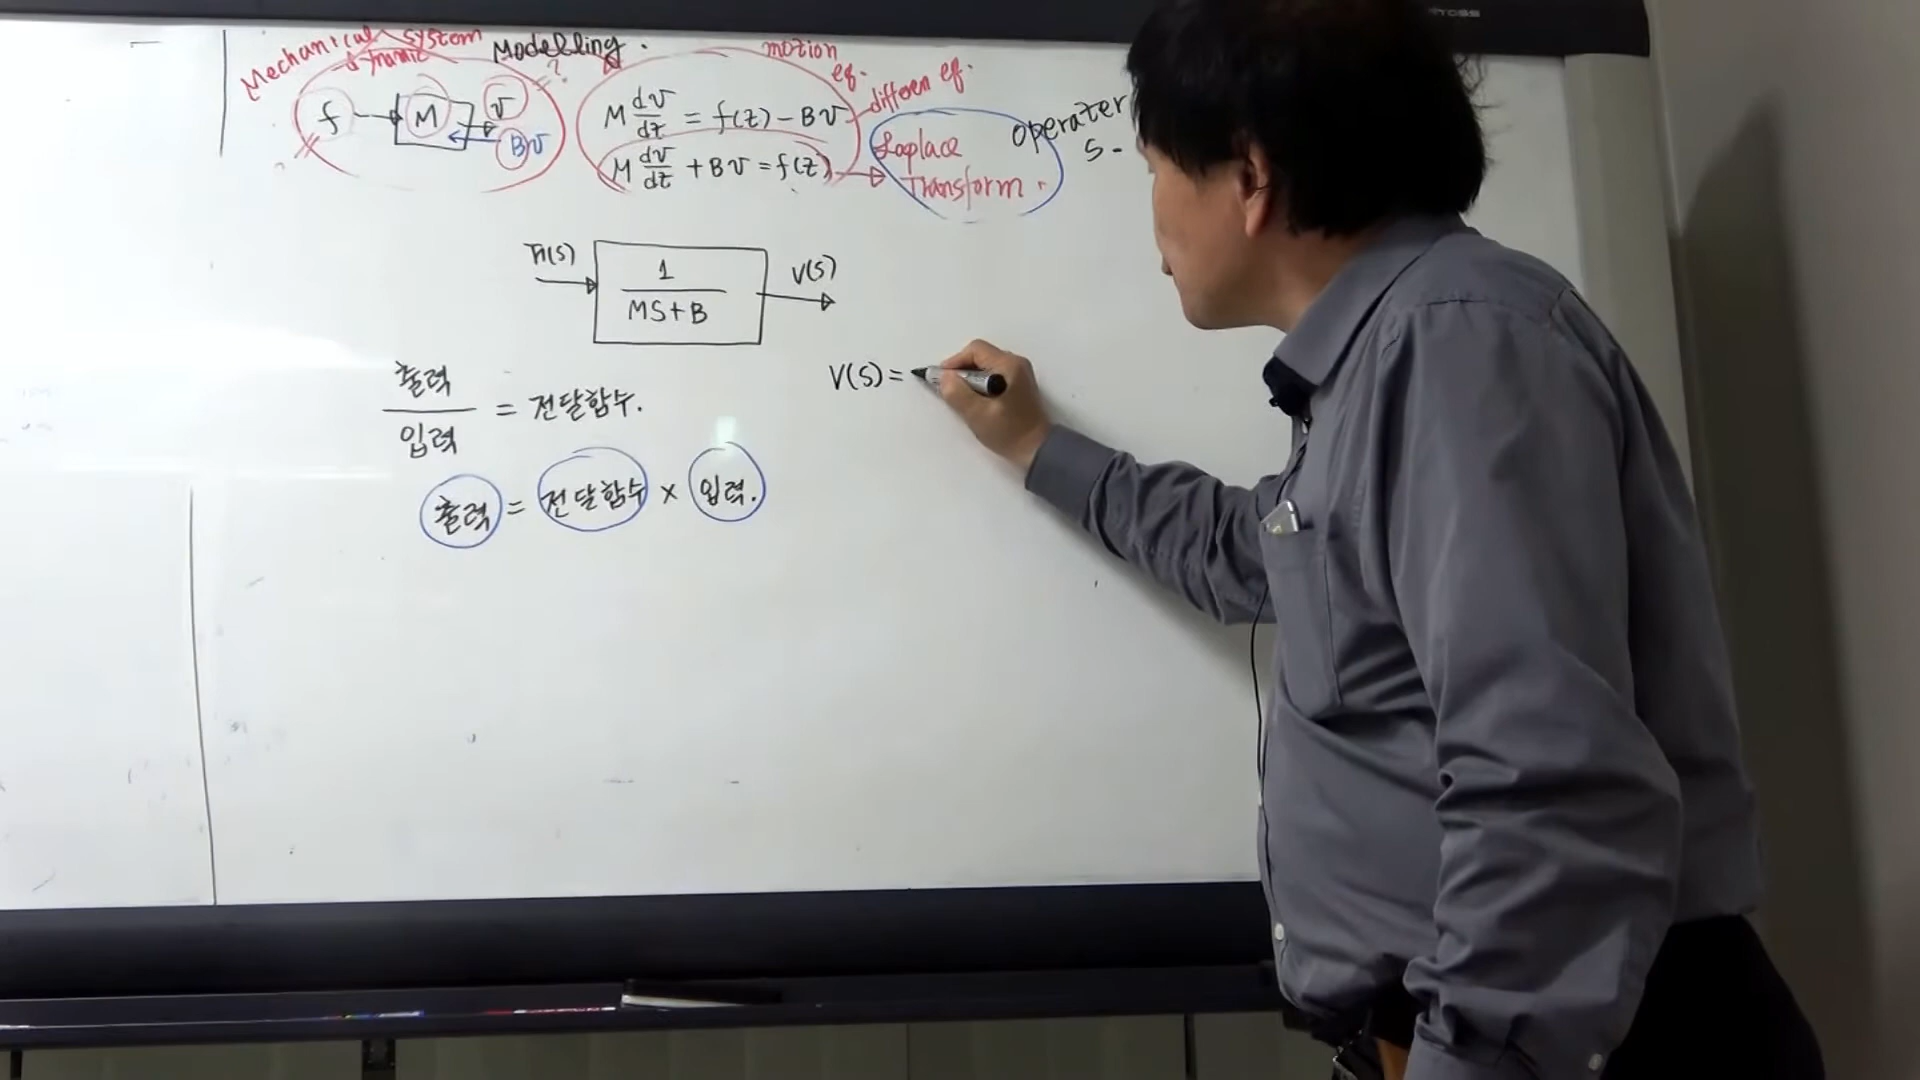 Mechanical system Modelling.
dynamic
f M v =?
Bv
motion eq.
M dv/dt = f(t) - Bv
differen eq.
M dv/dt + Bv = f(t)
Laplace
Transform.
operater
S.
V(S)
1
MS+B
출력
입력
= 전달함수.
V(S)=
출력 = 전달함수 x 입력.